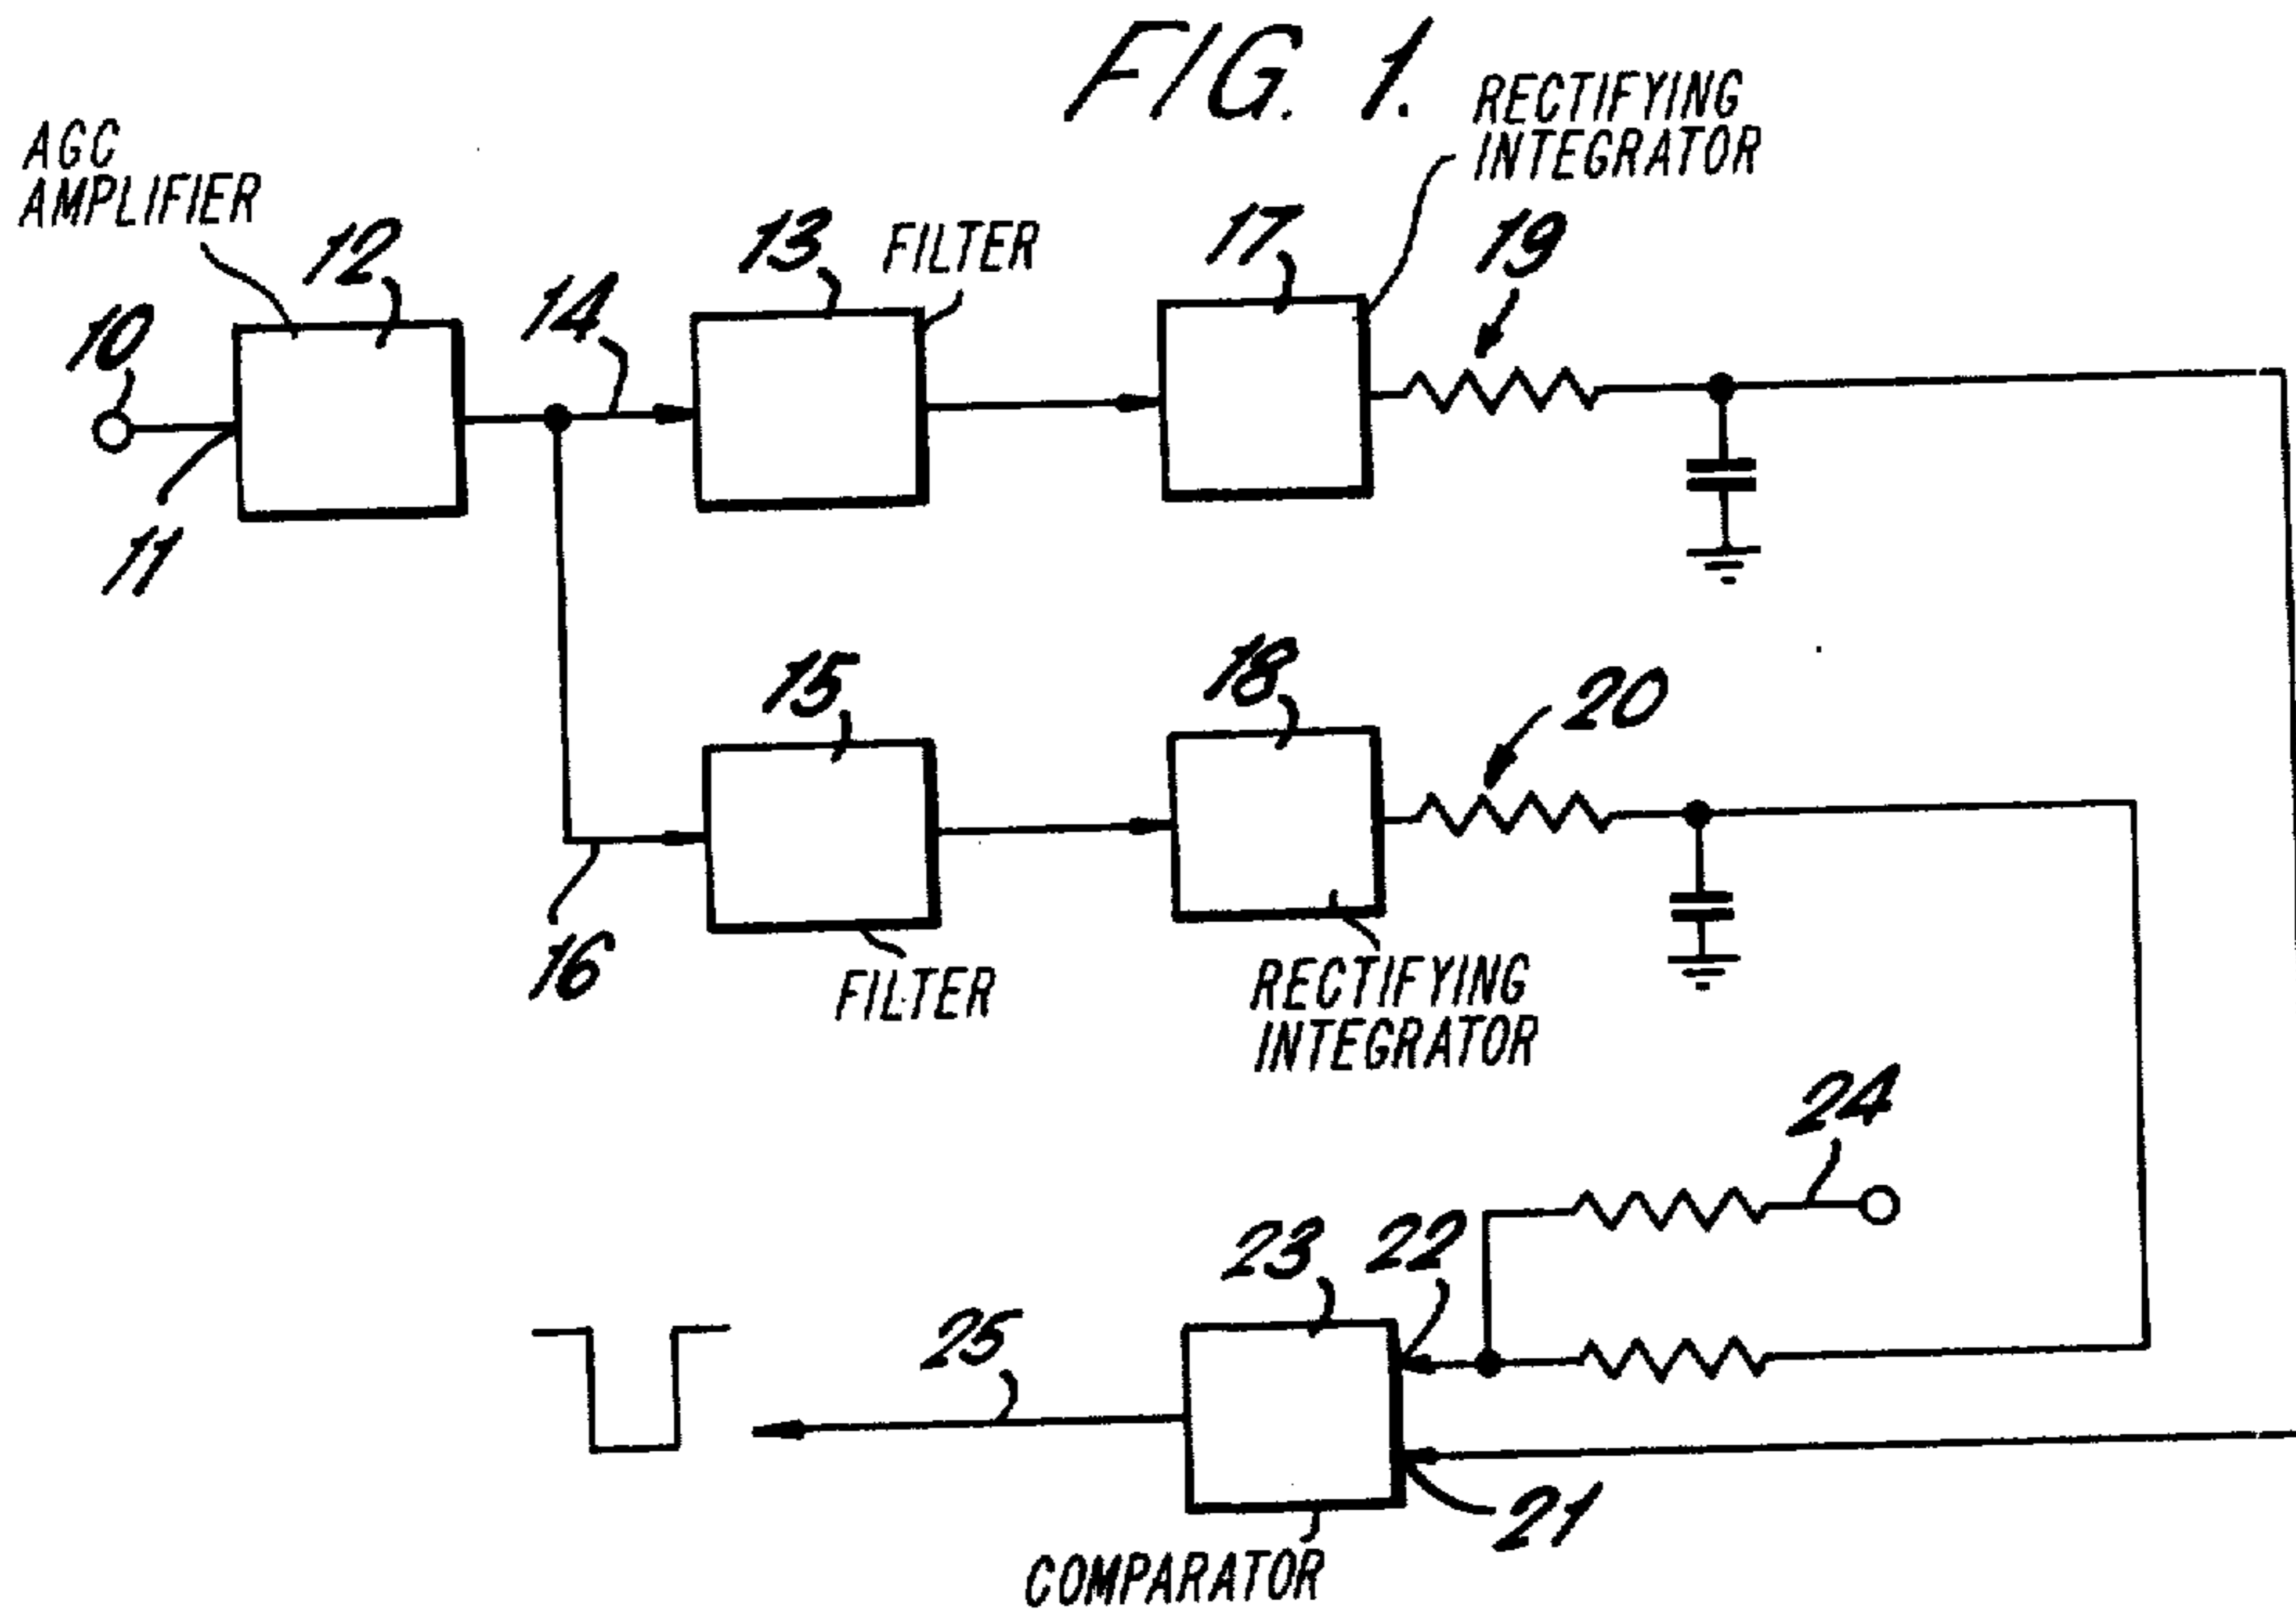 FIG. 1.
RECTIFYING
INTEGRATOR
AGC
AMPLIFIER
12
13
FILTER
17
19
10
14
11
15
18
20
16
FILTER
RECTIFYING
INTEGRATOR
24
23
22
25
21
COMPARATOR